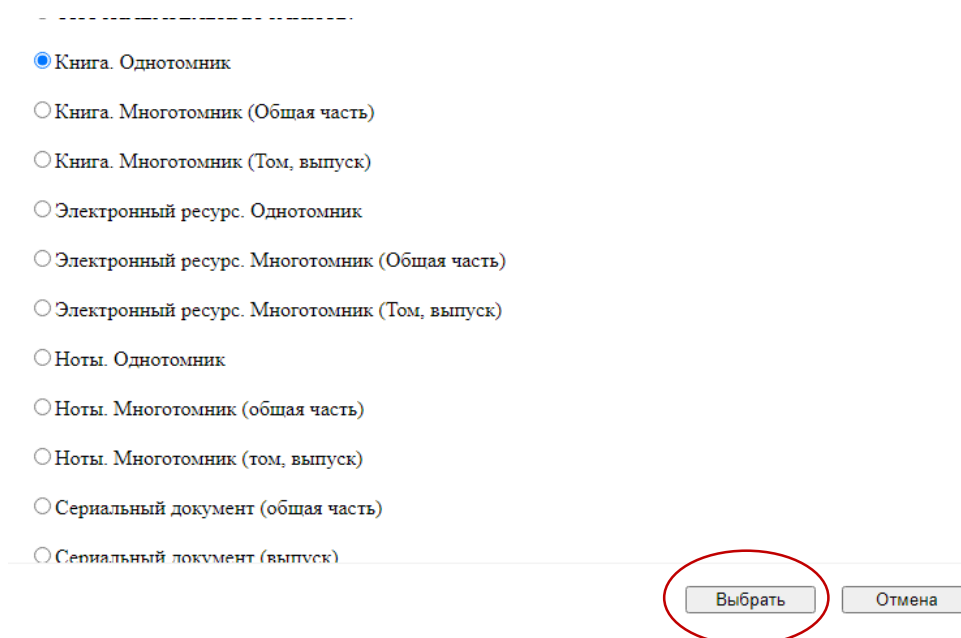 Книга. Однотомник
Книга. Многотомник (Общая часть)
Книга. Многотомник (Том, выпуск)
Электронный ресурс. Однотомник
Электронный ресурс. Многотомник (Общая часть)
Электронный ресурс. Многотомник (Том, выпуск)
Ноты. Однотомник
Ноты. Многотомник (общая часть)
Ноты. Многотомник (том, выпуск)
Сериальный документ (общая часть)
Сериальный документ (выпуск)
Выбрать Отмена